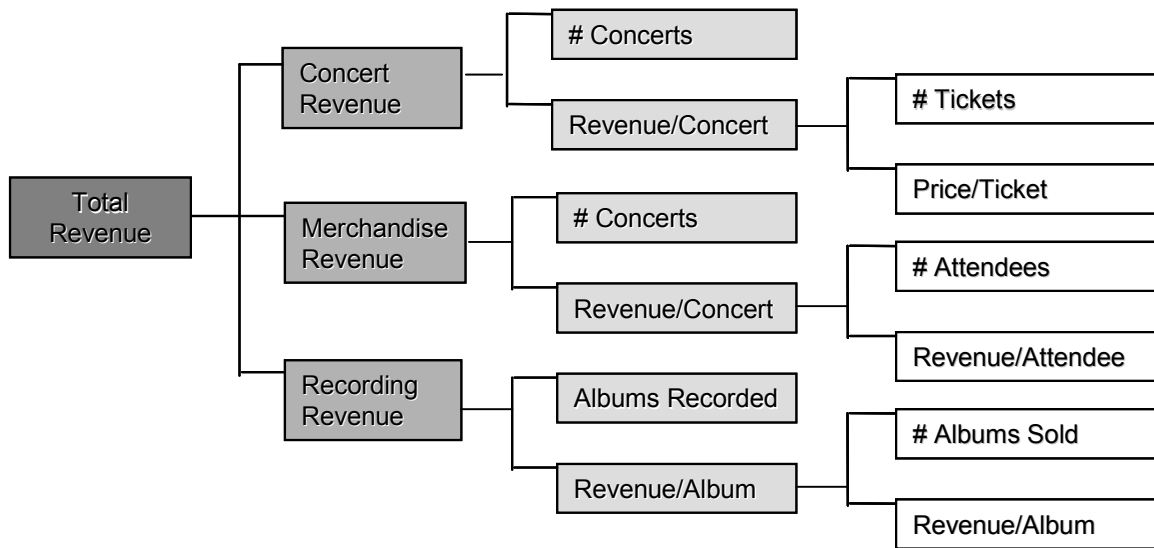 Total
Revenue
Concert
Revenue
# Concerts
Revenue/Concert
# Tickets
Price/Ticket
Merchandise
Revenue
# Concerts
Revenue/Concert
# Attendees
Revenue/Attendee
Recording
Revenue
Albums Recorded
Revenue/Album
# Albums Sold
Revenue/Album